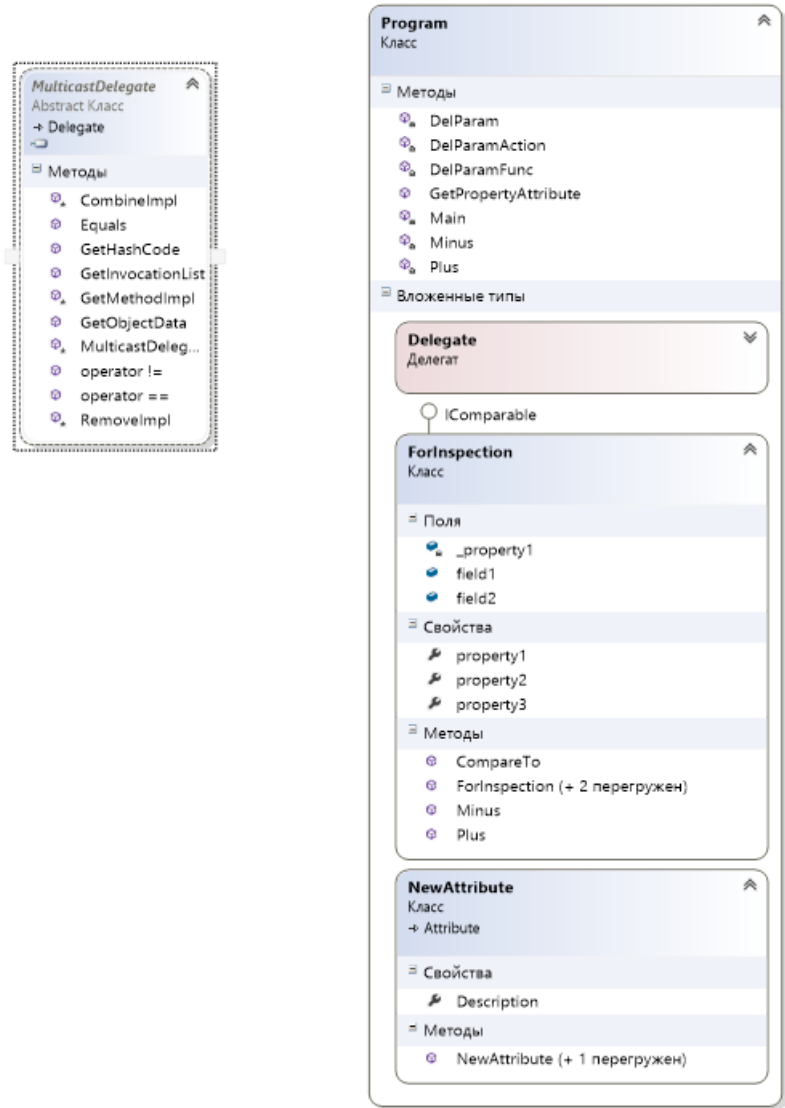 MulticastDelegate
Abstract Класс
Delegate
Методы
CombineImpl
Equals
GetHashCode
GetInvocationList
GetMethodImpl
GetObjectData
MulticastDeleg...
operator !=
operator ==
RemoveImpl
Program
Класс
Методы
DelParam
DelParamAction
DelParamFunc
GetPropertyAttribute
Main
Minus
Plus
Вложенные типы
Delegate
Делегат
IComparable
ForInspection
Класс
Поля
_property1
field1
field2
Свойства
property1
property2
property3
Методы
CompareTo
ForInspection (+ 2 перегружен)
Minus
Plus
NewAttribute
Класс
Attribute
Свойства
Description
Методы
NewAttribute (+ 1 перегружен)